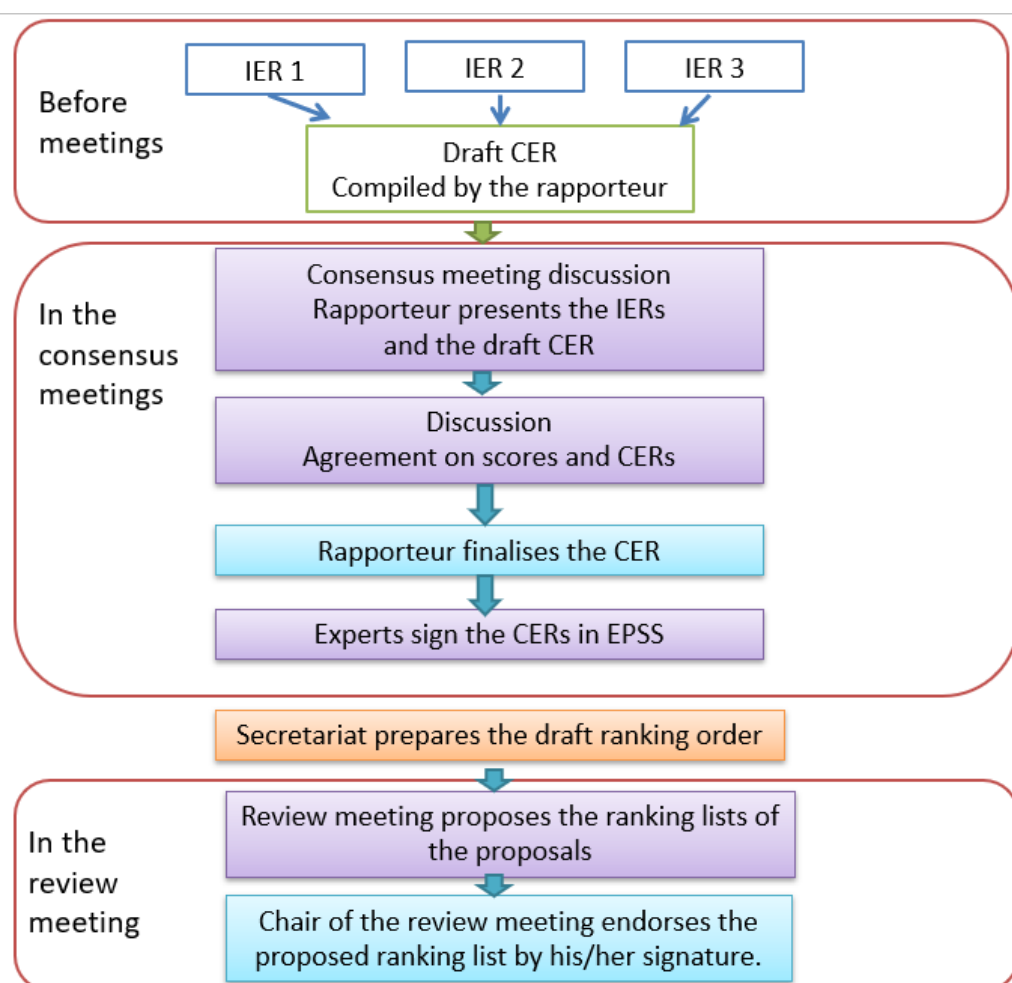 Before
meetings
IER 1
IER 2
IER 3
Draft CER
Compiled by the rapporteur
In the
consensus
meetings
Consensus meeting discussion
Rapporteur presents the IERs
and the draft CER
Discussion
Agreement on scores and CERs
Rapporteur finalises the CER
Experts sign the CERs in EPSS
Secretariat prepares the draft ranking order
In the
review
meeting
Review meeting proposes the ranking lists of
the proposals
Chair of the review meeting endorses the
proposed ranking list by his/her signature.